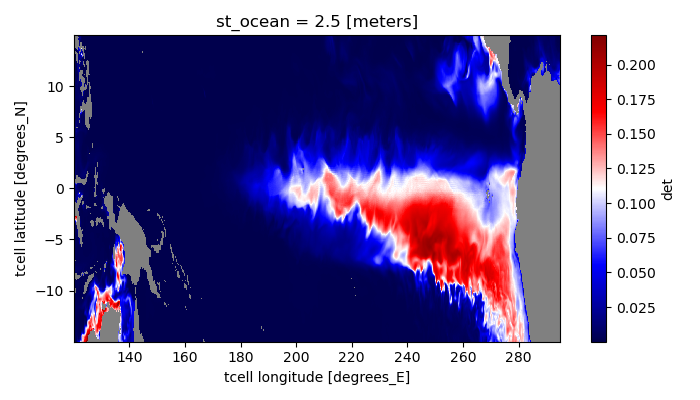 st_ocean = 2.5 [meters]
10
5
0
−5
−10
tcell latitude [degrees_N]
140 160 180 200 220 240 260 280
tcell longitude [degrees_E]
0.200
0.175
0.150
0.125
0.100
0.075
0.050
0.025
det